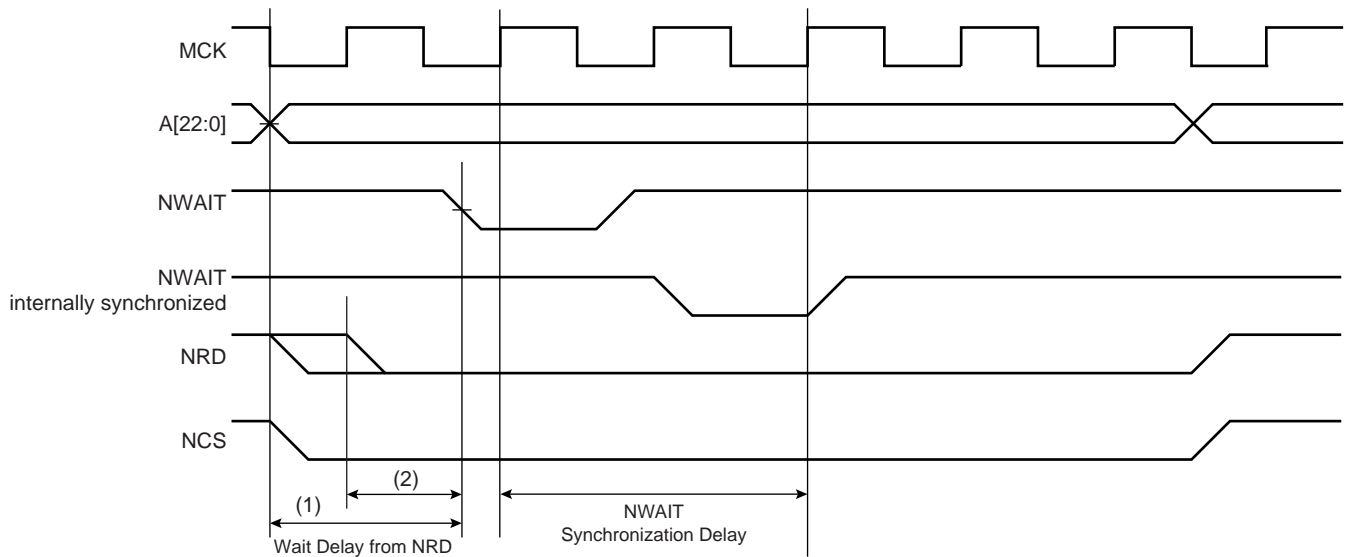 MCK
A[22:0]
NWAIT
NWAIT
internally synchronized
NRD
NCS
(2)
(1)
Wait Delay from NRD
NWAIT
Synchronization Delay